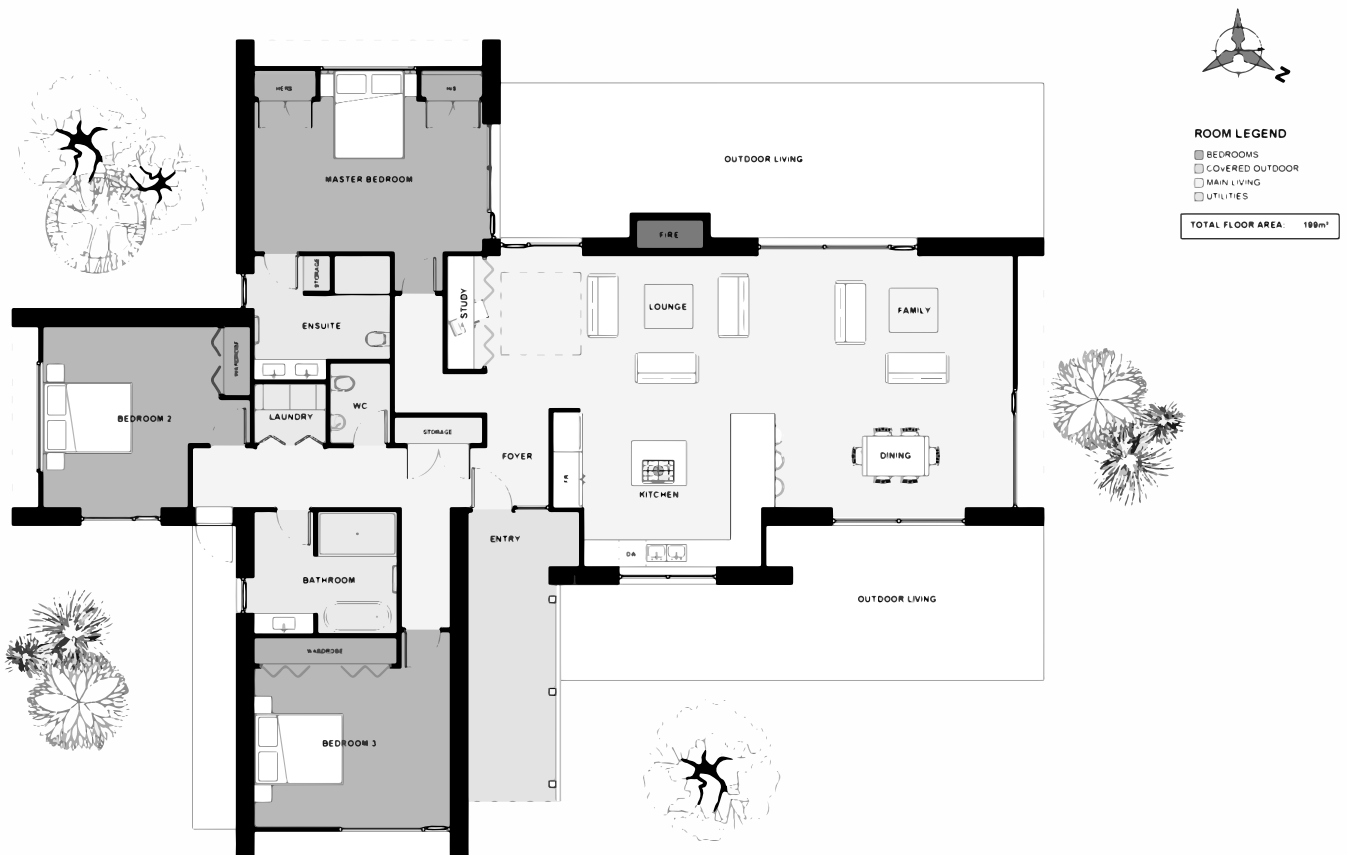 Z
HERS
HIS
ROOM LEGEND
OUTDOOR LIVING
BEDROOMS
COVERED OUTDOOR
MASTER BEDROOM
MAIN LIVING
UTILITIES
TOTAL FLOOR AREA: 199m²
FIRE
STORAGE
STUDY
LOUNGE
FAMILY
ENSUITE
WARDROBE
WC
BEDROOM 2
LAUNDRY
STORAGE
FOYER
DINING
KITCHEN
ENTRY
BATHROOM
OUTDOOR LIVING
WARDROBE
BEDROOM 3